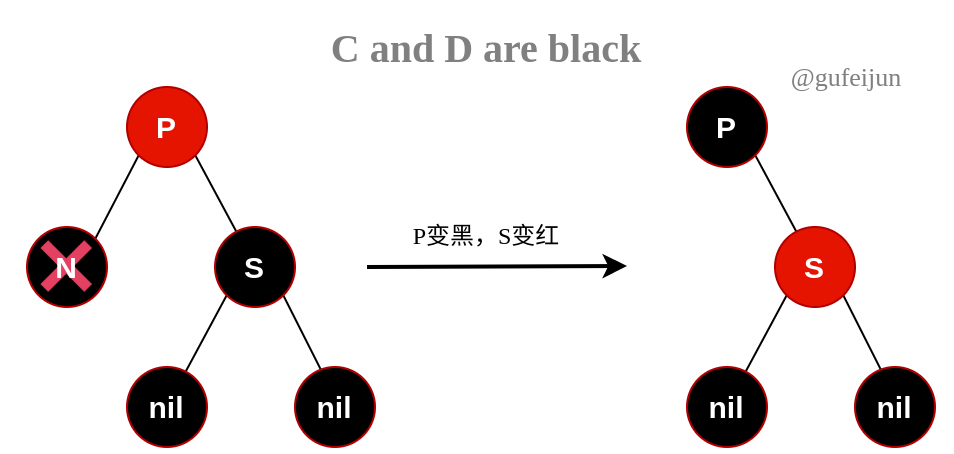 C and D are black
@gufeijun
P
P
P变黑，S变红
N
S
S
nil
nil
nil
nil